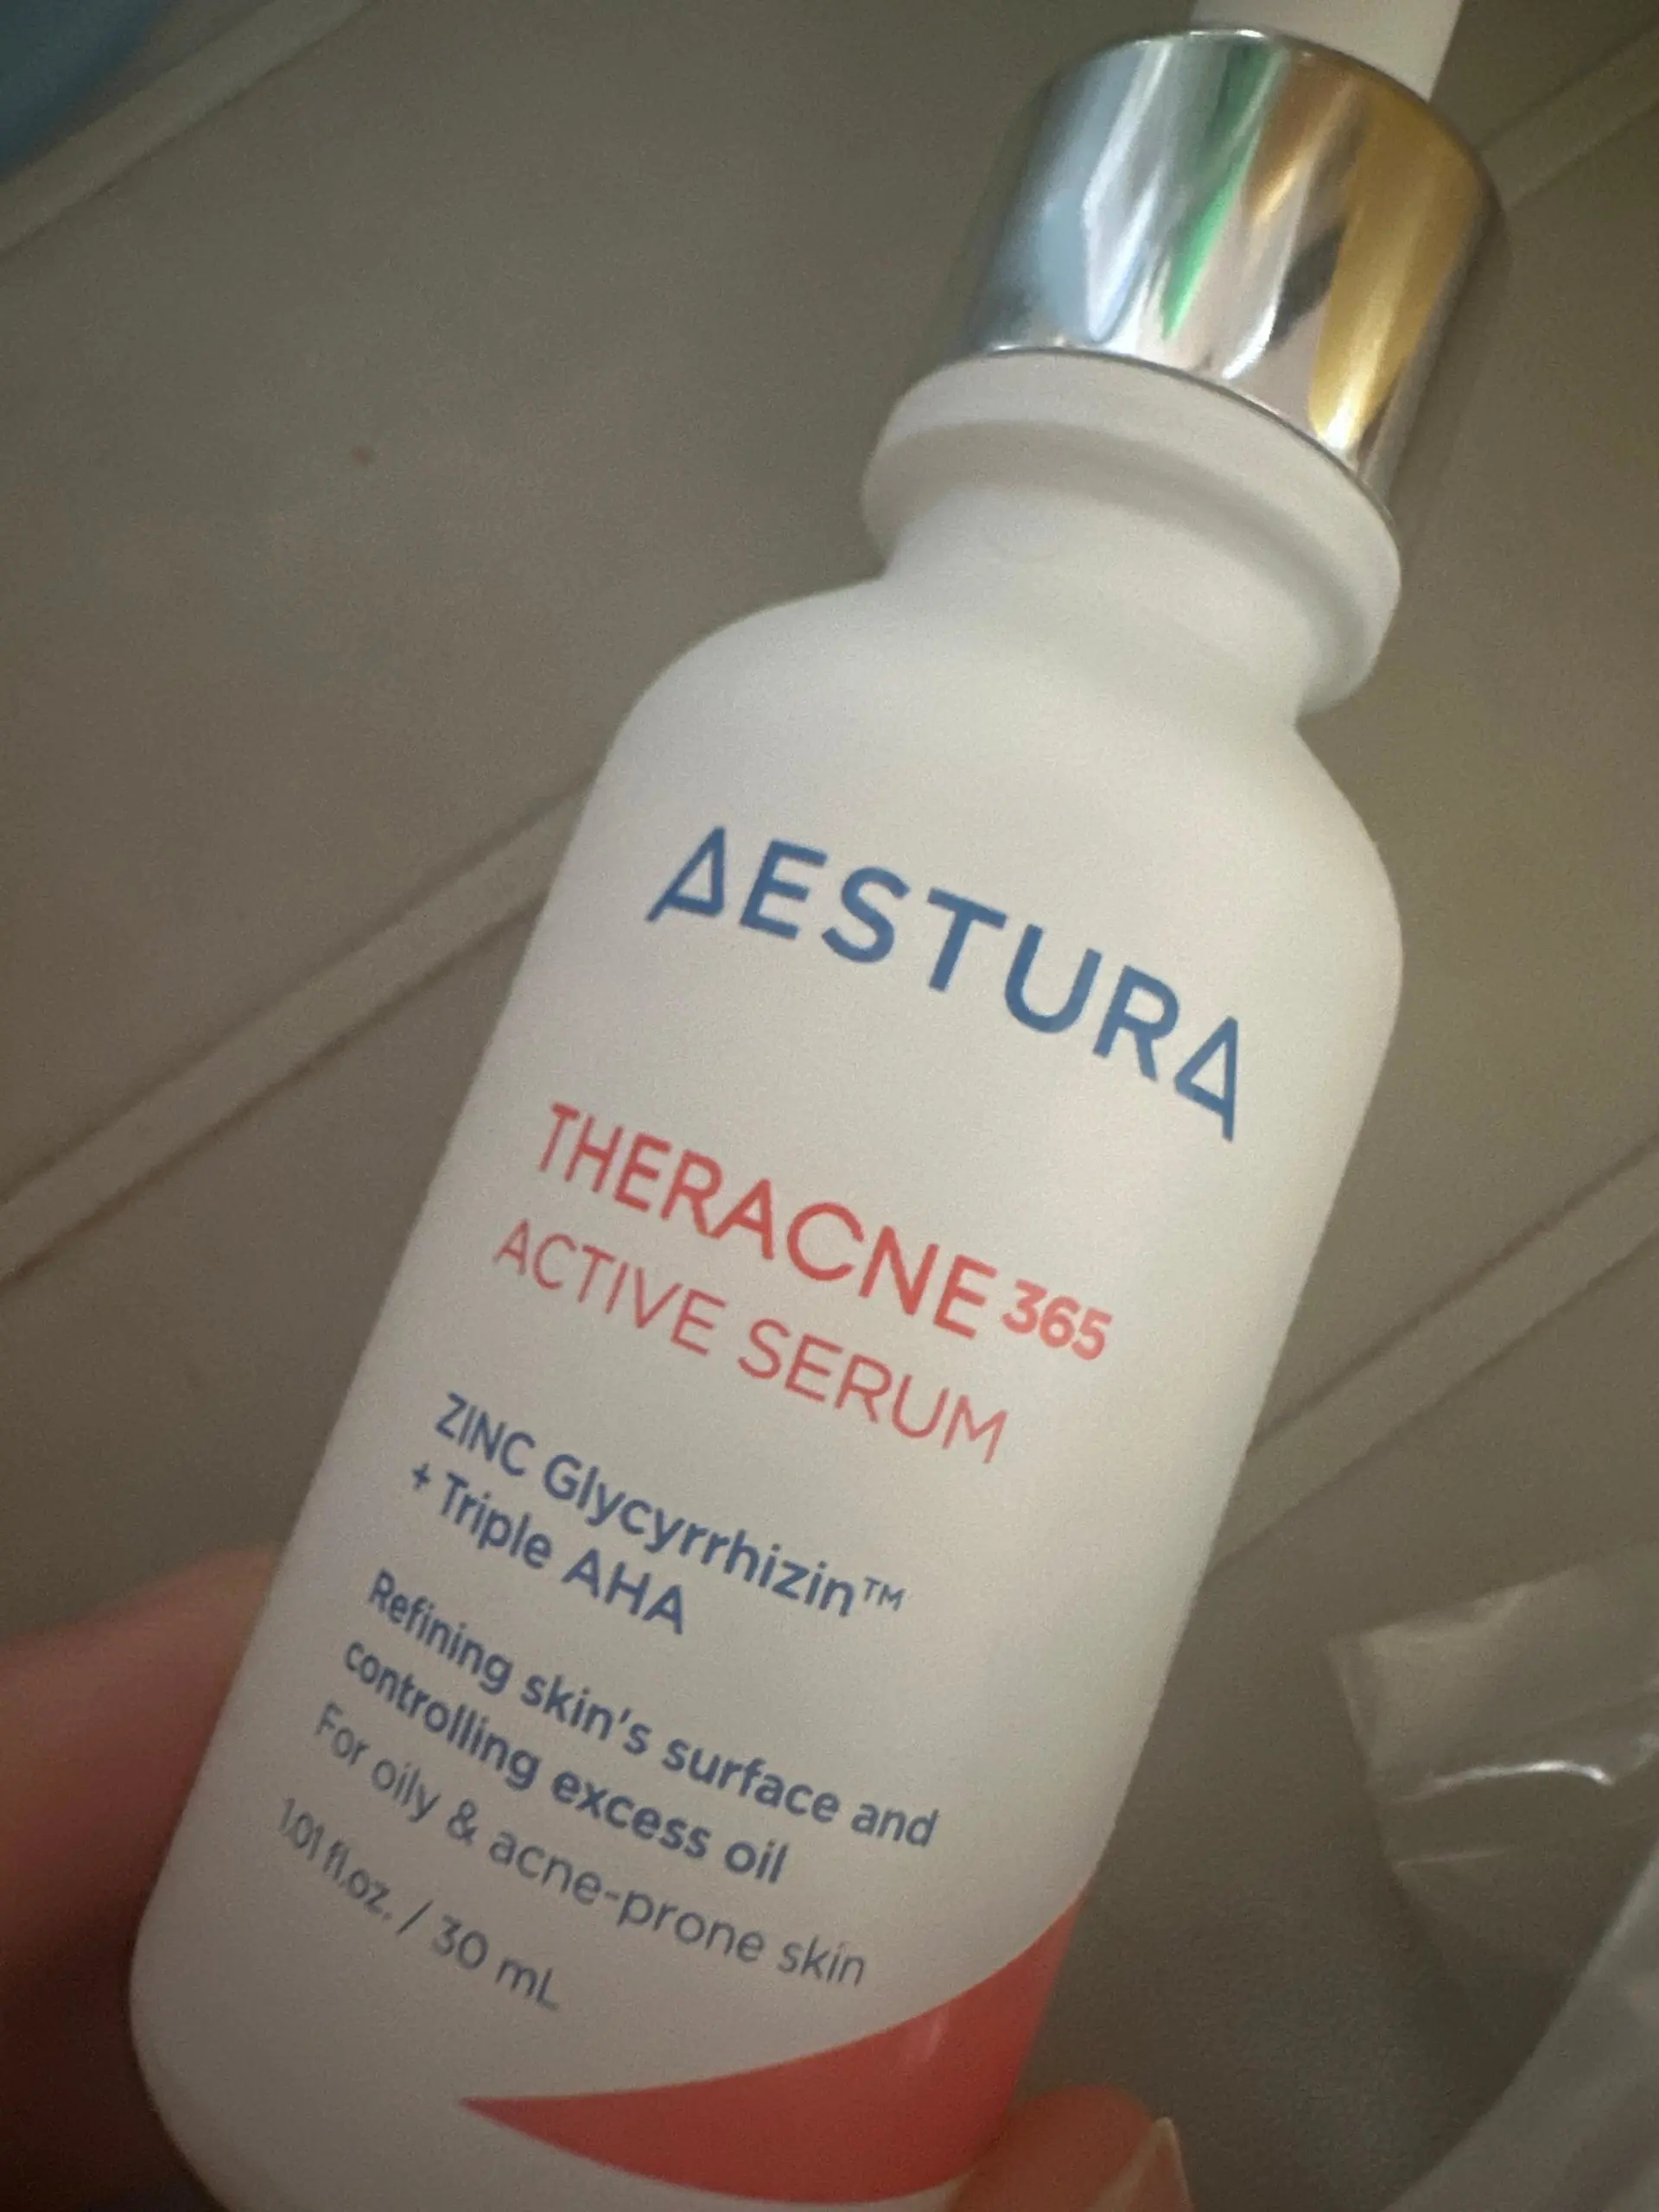 AESTURA
THERACNE 365
ACTIVE SERUM
ZINC Glycyrrhizin™
+ Triple AHA
Refining skin's surface and
controlling excess oil
For oily & acne-prone skin
1.01 fl.oz. / 30 mL